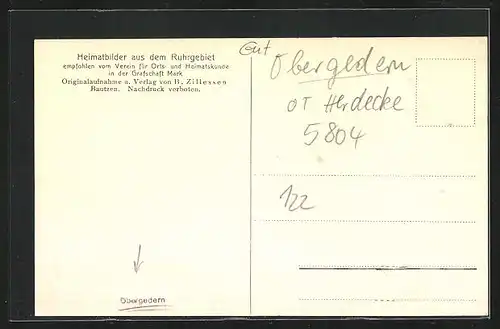 Heimatbilder aus dem Ruhrgebiet
empfohlen vom Verein für Orts- und Heimatskunde
in der Grafschaft Mark
Originalaufnahme u. Verlag von B. Zillessen
Bautzen. Nachdruck verboten.
Gut
Obergedern
OT Herdecke
5804
122
Obergedern